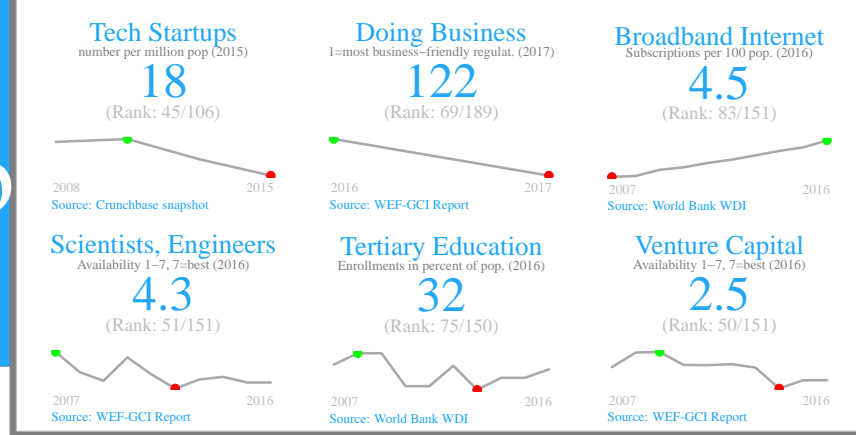 Tech Startups
number per million pop (2015)
18
(Rank: 45/106)
2008 2015
Source: Crunchbase snapshot
Doing Business
1=most business−friendly regulat. (2017)
122
(Rank: 69/189)
2016 2017
Source: WEF-GCI Report
Broadband Internet
Subscriptions per 100 pop. (2016)
4.5
(Rank: 83/151)
2007 2016
Source: World Bank WDI
Scientists, Engineers
Availability 1−7, 7=best (2016)
4.3
(Rank: 51/151)
2007 2016
Source: WEF-GCI Report
Tertiary Education
Enrollments in percent of pop. (2016)
32
(Rank: 75/150)
2007 2016
Source: World Bank WDI
Venture Capital
Availability 1−7, 7=best (2016)
2.5
(Rank: 50/151)
2007 2016
Source: WEF-GCI Report